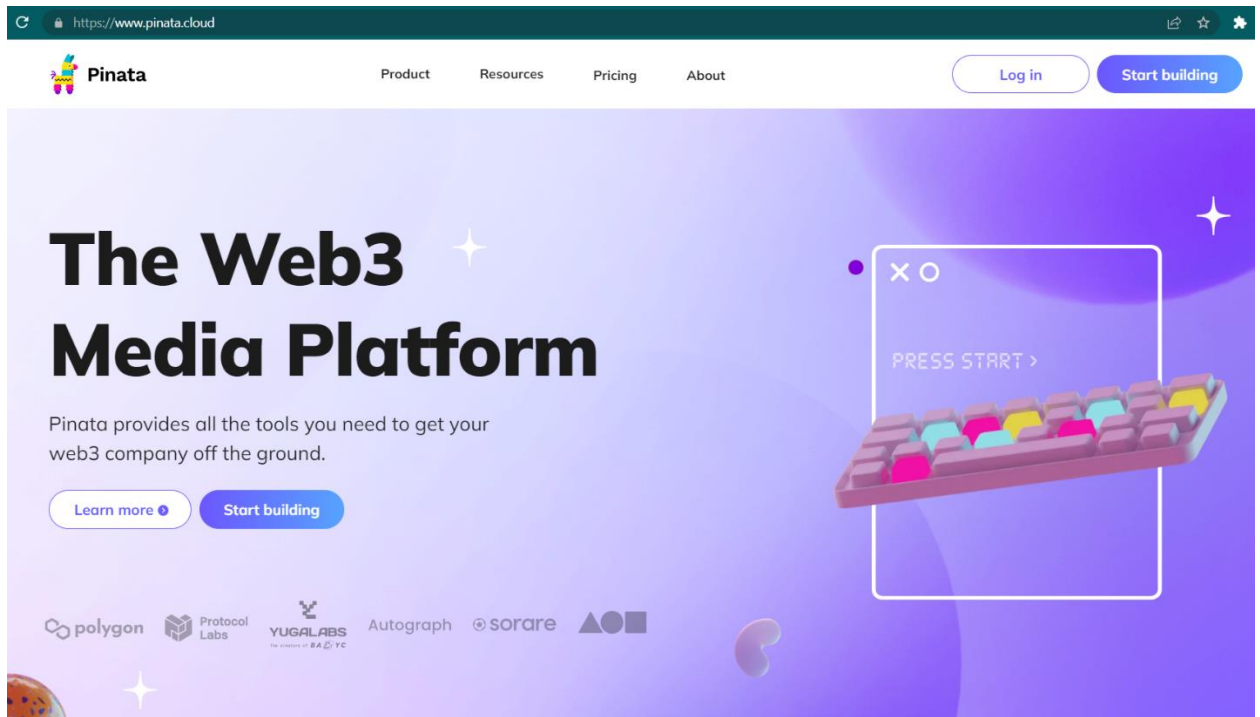 https://www.pinata.cloud
Pinata
Product
Resources
Pricing
About
Log in
Start building
The Web3
Media Platform
Pinata provides all the tools you need to get your
web3 company off the ground.
Learn more
Start building
X O
PRESS START >
polygon
Protocol
Labs
YUGALABS
Autograph
sorare